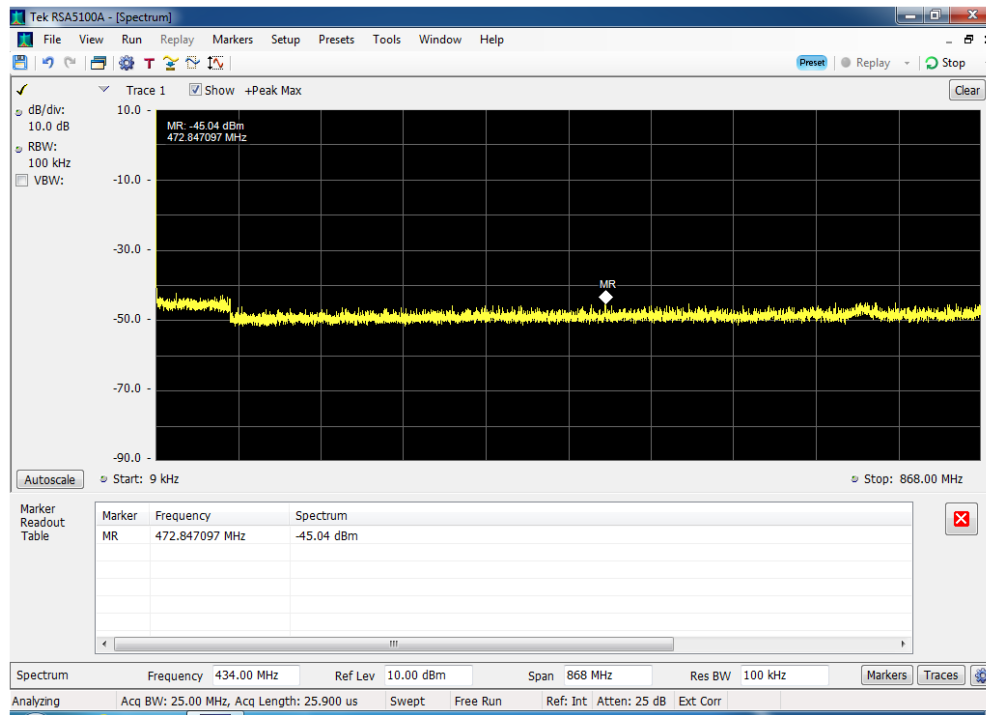 Tek RSA5100A - [Spectrum]
File View Run Replay Markers Setup Presets Tools Window Help
T Preset Replay Stop
Trace 1 Show +Peak Max Clear
dB/div:
10.0 dB
RBW:
100 kHz
VBW:
10.0
-10.0
-30.0
-50.0
-70.0
-90.0
MR: -45.04 dBm
472.847097 MHz
MR
Autoscale Start: 9 kHz Stop: 868.00 MHz
Marker
Readout
Table
Marker Frequency Spectrum
MR 472.847097 MHz -45.04 dBm
Spectrum Frequency 434.00 MHz Ref Lev 10.00 dBm Span 868 MHz Res BW 100 kHz Markers Traces
Analyzing Acq BW: 25.00 MHz, Acq Length: 25.900 us Swept Free Run Ref: Int Atten: 25 dB Ext Corr